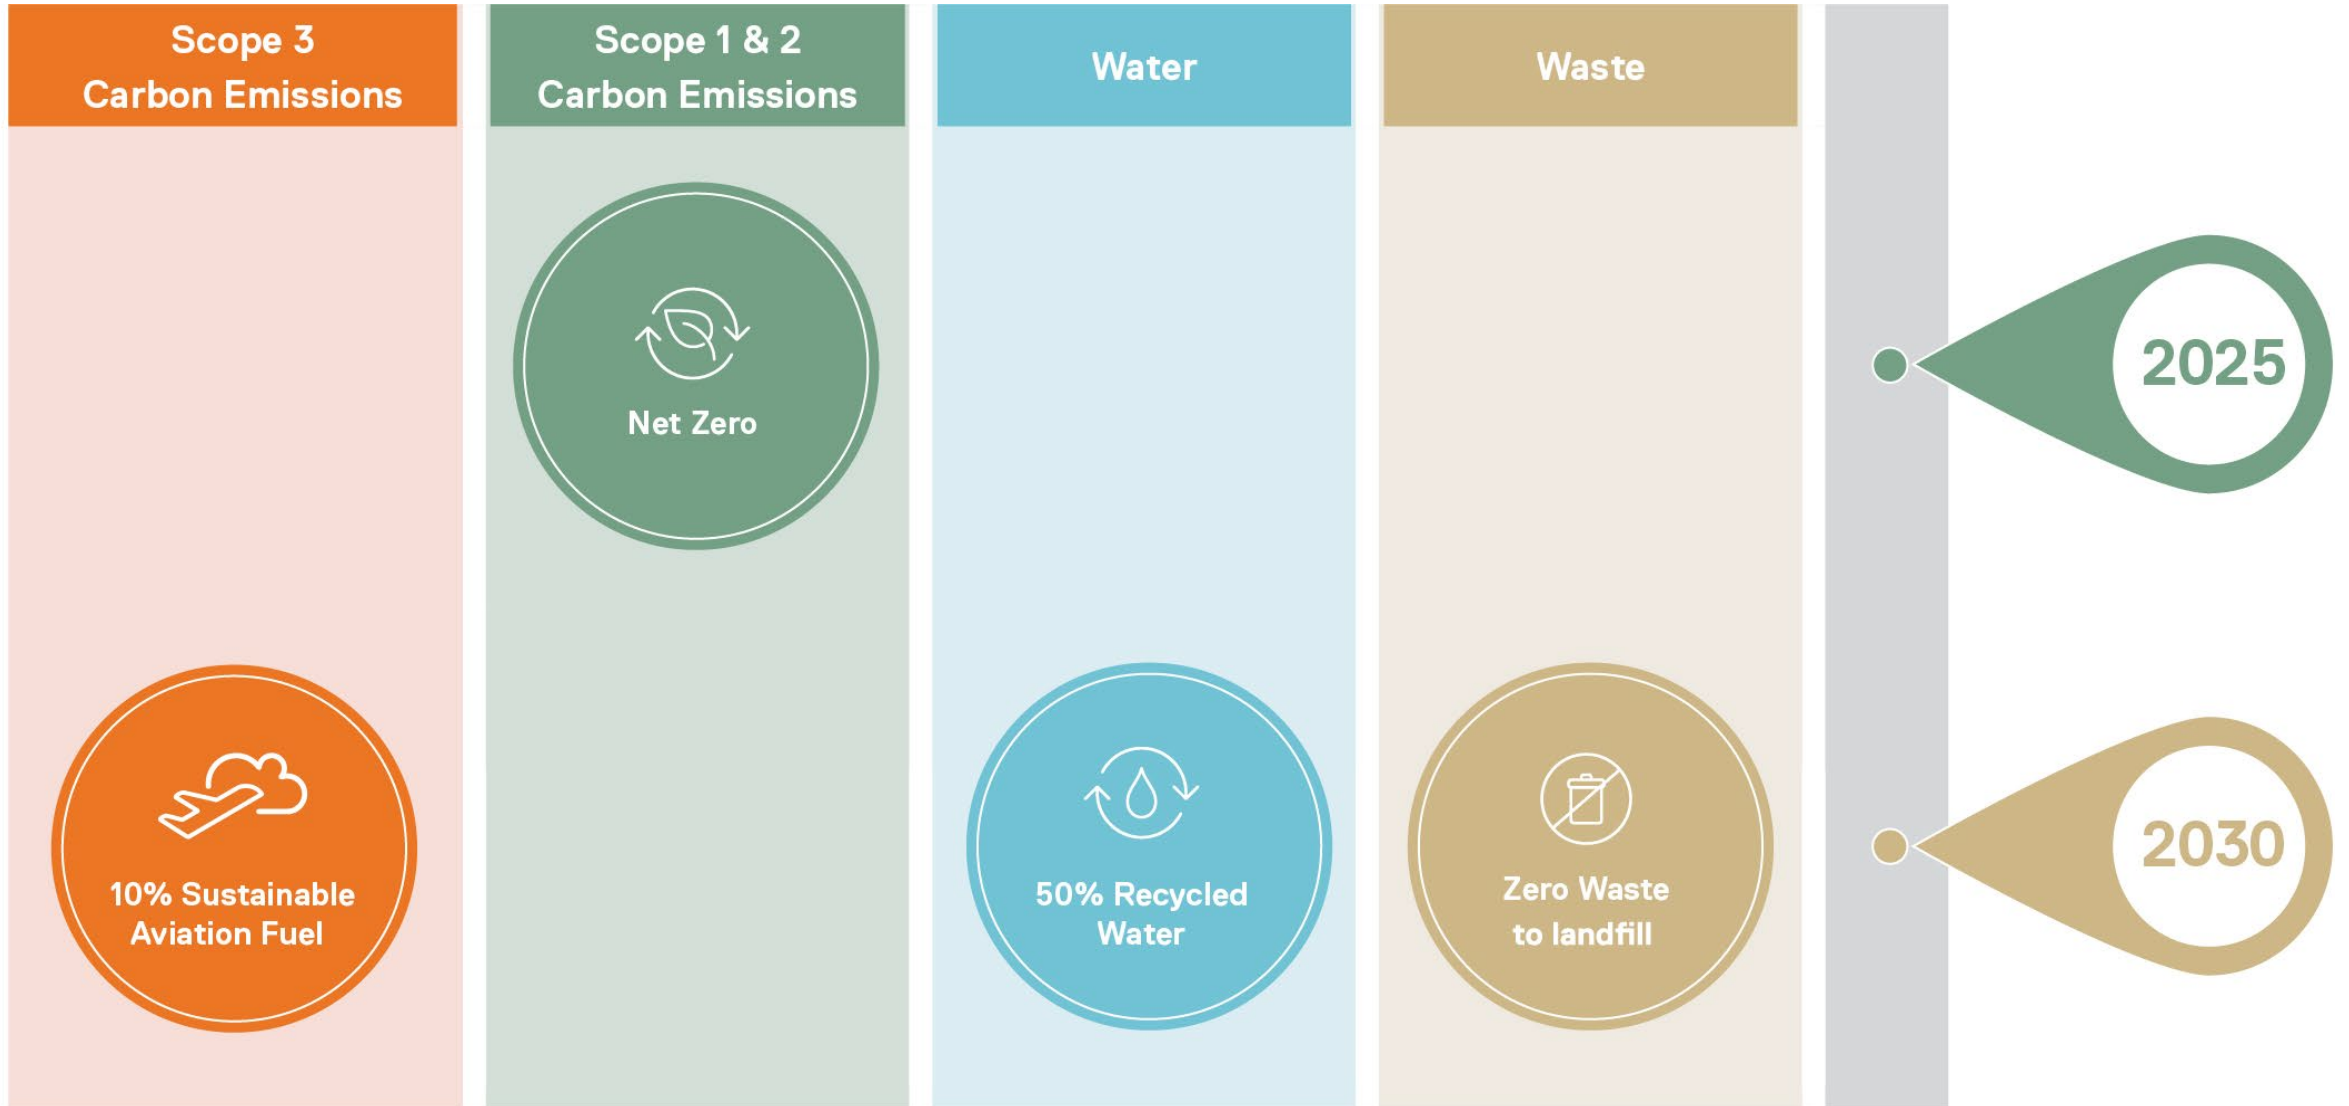 Scope 3
Carbon Emissions
Scope 1 & 2
Carbon Emissions
Water
Waste
Net Zero
2025
10% Sustainable
Aviation Fuel
50% Recycled
Water
Zero Waste
to landfill
2030